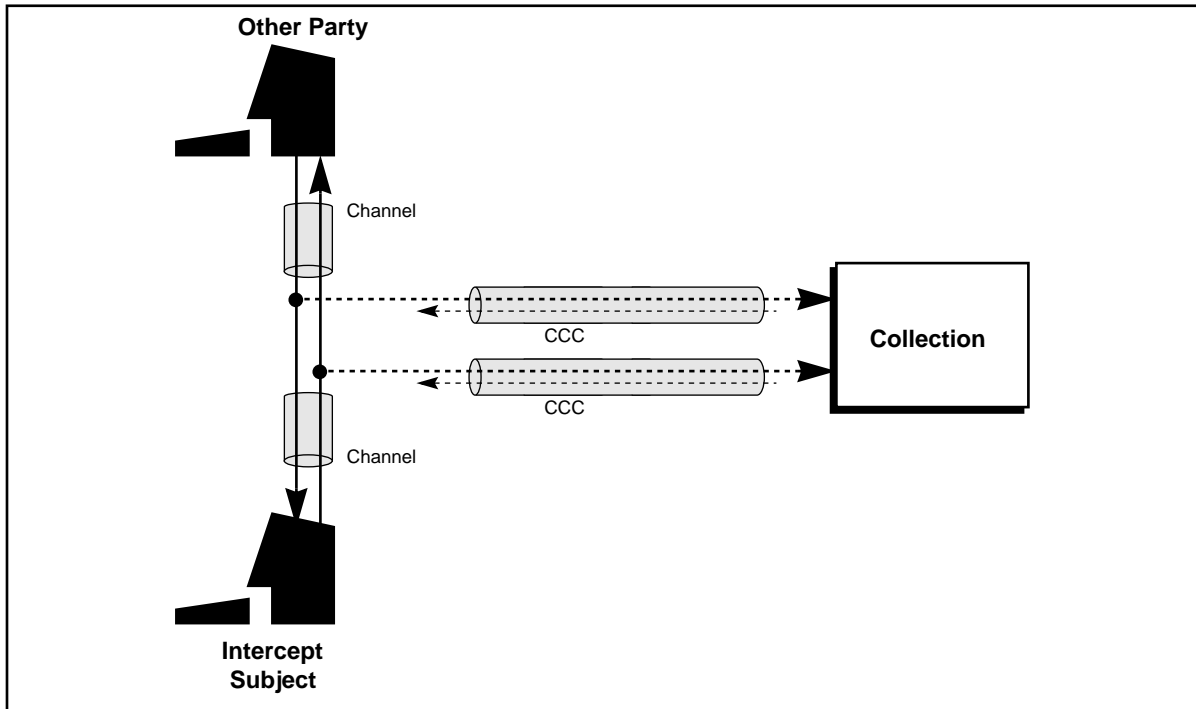 Other Party
Channel
CCC
Collection
CCC
Channel
Intercept
Subject